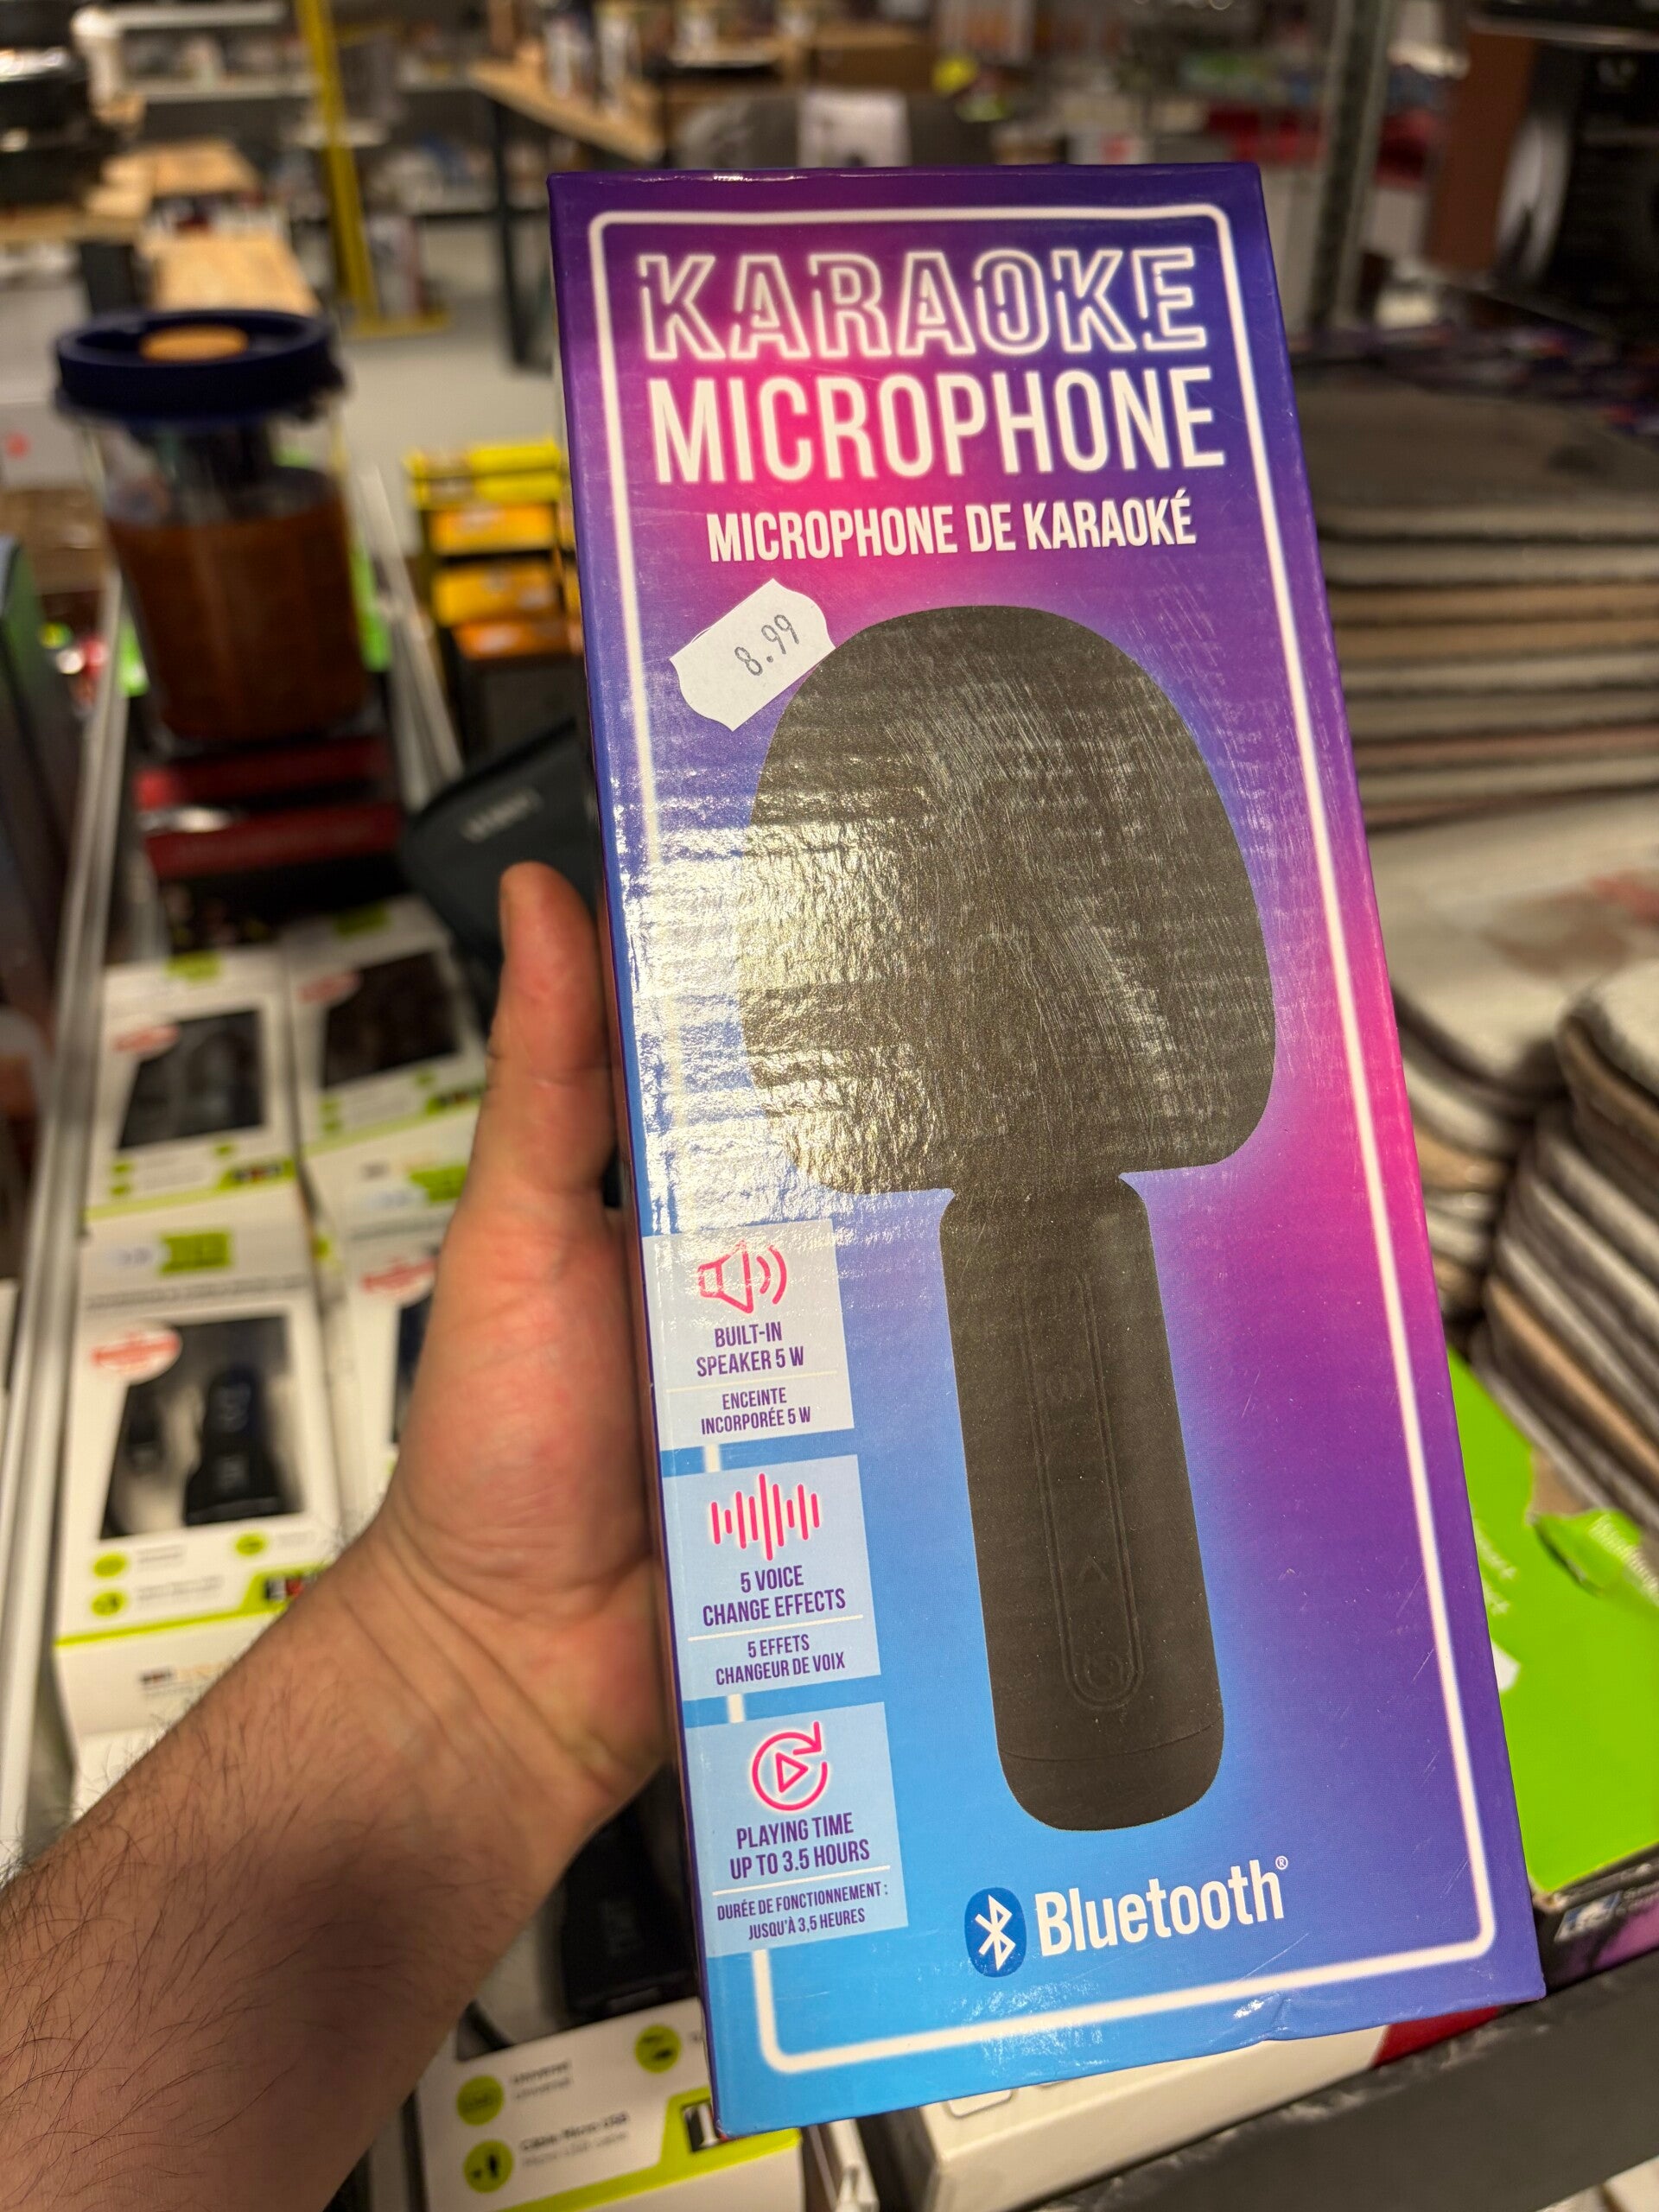 KARAOKE
MICROPHONE
MICROPHONE DE KARAOKÉ
8.99
BUILT-IN
SPEAKER 5 W
ENCEINTE
INCORPORÉE 5 W
5 VOICE
CHANGE EFFECTS
5 EFFETS
CHANGEUR DE VOIX
PLAYING TIME
UP TO 3.5 HOURS
DURÉE DE FONCTIONNEMENT :
JUSQU'À 3,5 HEURES
Bluetooth®